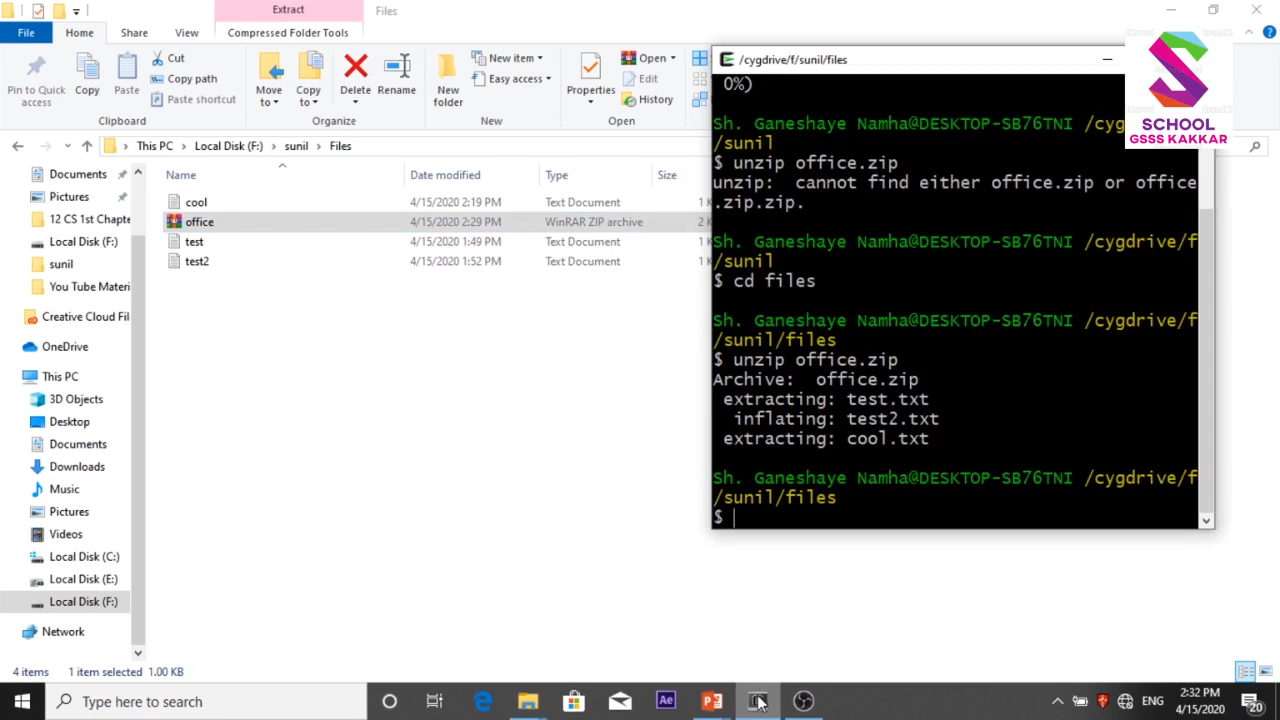 Extract
Files
File
Home
Share
View
Compressed Folder Tools
Pin to Quick access
Copy
Paste
Cut
Copy path
Paste shortcut
Clipboard
Move to
Copy to
Delete
Rename
Organize
New folder
New item
Easy access
New
Properties
Open
Edit
History
Open
This PC > Local Disk (F:) > sunil > Files
Documents
Pictures
12 CS 1st Chapte
Local Disk (F:)
sunil
You Tube Materi
Creative Cloud Fil
OneDrive
This PC
3D Objects
Desktop
Documents
Downloads
Music
Pictures
Videos
Local Disk (C:)
Local Disk (E:)
Local Disk (F:)
Network
Name Date modified Type Size
cool 4/15/2020 2:19 PM Text Document 1 K
office 4/15/2020 2:29 PM WinRAR ZIP archive 2 K
test 4/15/2020 1:49 PM Text Document 1 K
test2 4/15/2020 1:52 PM Text Document 1 K
/cygdrive/f/sunil/files
0%)
Sh. Ganeshaye Namha@DESKTOP-SB76TNI /cyg
/sunil
$ unzip office.zip
unzip:  cannot find either office.zip or office
.zip.zip.
Sh. Ganeshaye Namha@DESKTOP-SB76TNI /cygdrive/f
/sunil
$ cd files
Sh. Ganeshaye Namha@DESKTOP-SB76TNI /cygdrive/f
/sunil/files
$ unzip office.zip
Archive:  office.zip
extracting: test.txt
inflating: test2.txt
extracting: cool.txt
Sh. Ganeshaye Namha@DESKTOP-SB76TNI /cygdrive/f
/sunil/files
$
SCHOOL
GSSS KAKKAR
4 items 1 item selected 1.00 KB
Type here to search
Ae
ENG
2:32 PM
4/15/2020
20